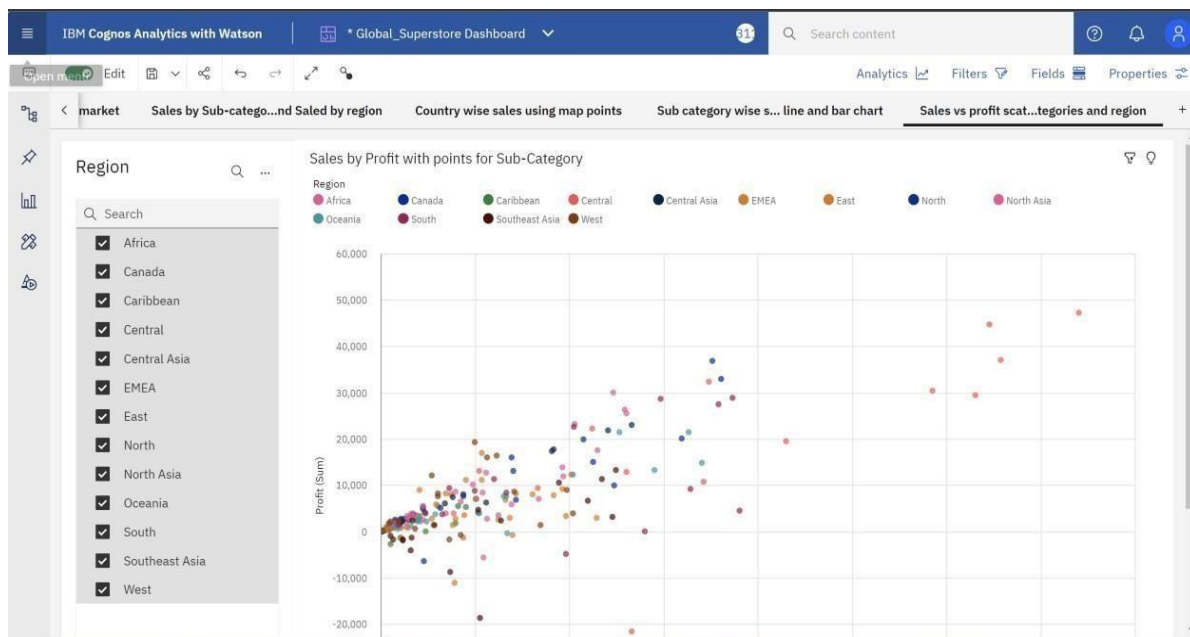 IBM Cognos Analytics with Watson
* Global_Superstore Dashboard
Search content
Open menu
Edit
Analytics
Filters
Fields
Properties
market
Sales by Sub-catego...nd Saled by region
Country wise sales using map points
Sub category wise s... line and bar chart
Sales vs profit scat...tegories and region
+
Region
...
Search
Africa
Canada
Caribbean
Central
Central Asia
EMEA
East
North
North Asia
Oceania
South
Southeast Asia
West
Sales by Profit with points for Sub-Category
Region
Africa Canada Caribbean Central Central Asia EMEA East North North Asia
Oceania South Southeast Asia West
Profit (Sum)
60,000
50,000
40,000
30,000
20,000
10,000
0
-10,000
-20,000